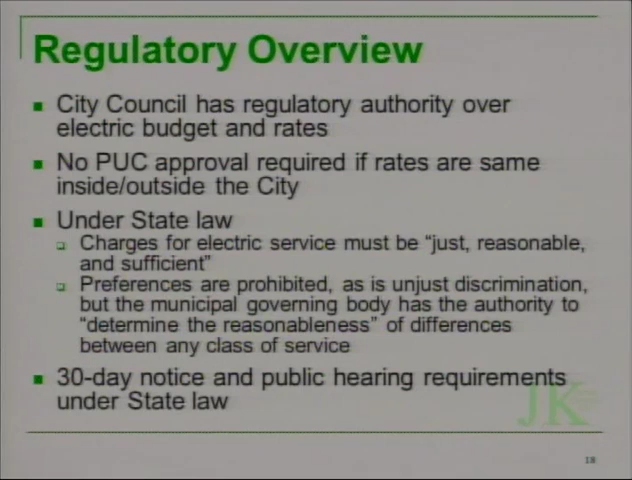 Regulatory Overview
City Council has regulatory authority over
electric budget and rates
No PUC approval required if rates are same
inside/outside the City
Under State law
Charges for electric service must be “just, reasonable,
and sufficient”
Preferences are prohibited, as is unjust discrimination,
but the municipal governing body has the authority to
“determine the reasonableness” of differences
between any class of service
30-day notice and public hearing requirements
under State law
JK
18